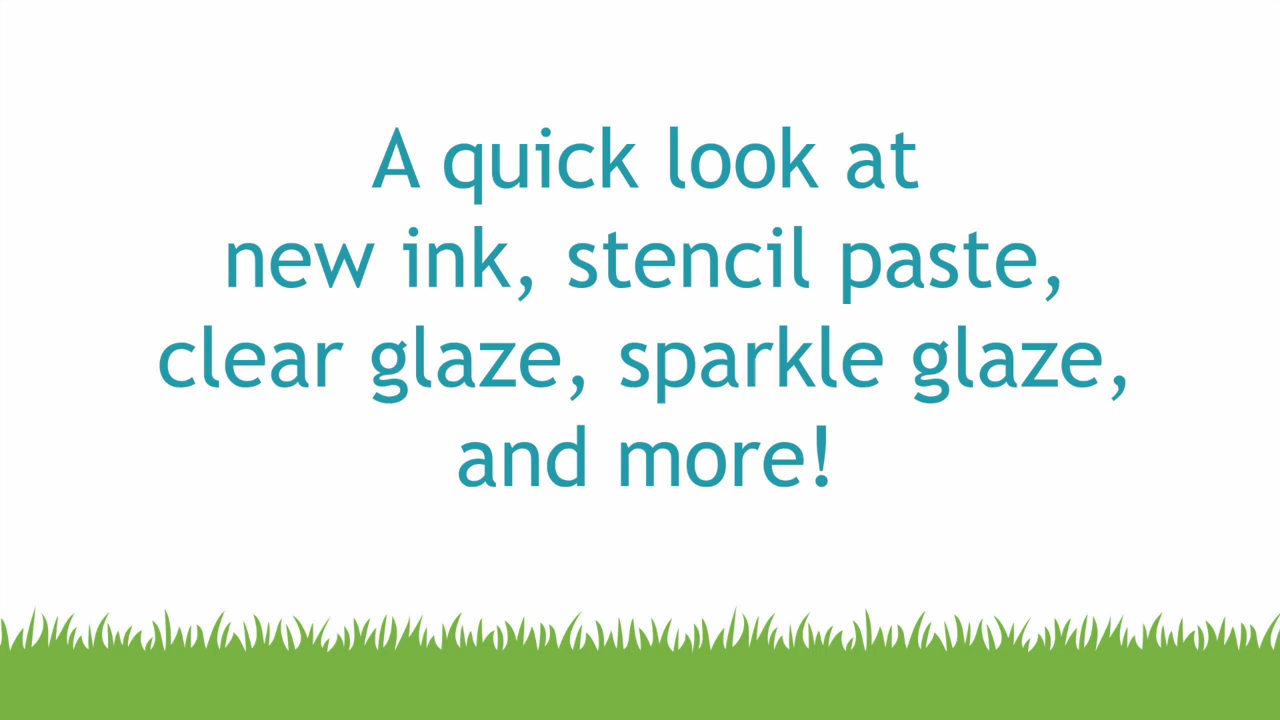 A quick look at
new ink, stencil paste,
clear glaze, sparkle glaze,
and more!